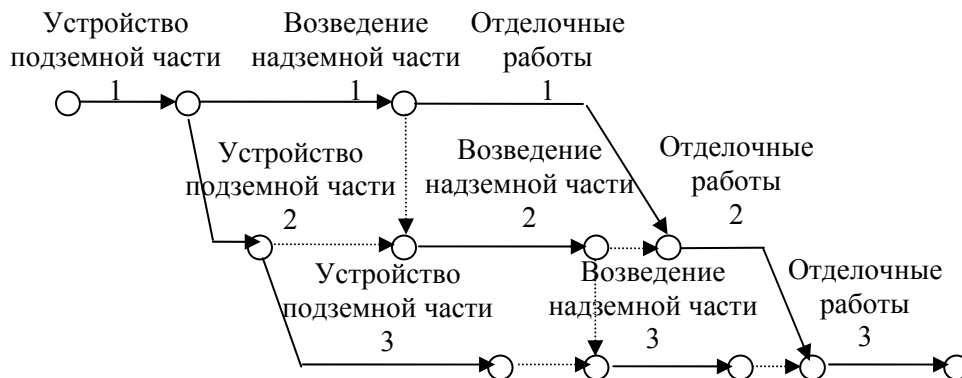 Устройство
подземной части
1
Возведение
надземной части
1
Отделочные
работы
1
Устройство
подземной части
2
Возведение
надземной части
2
Отделочные
работы
2
Устройство
подземной части
3
Возведение
надземной части
3
Отделочные
работы
3